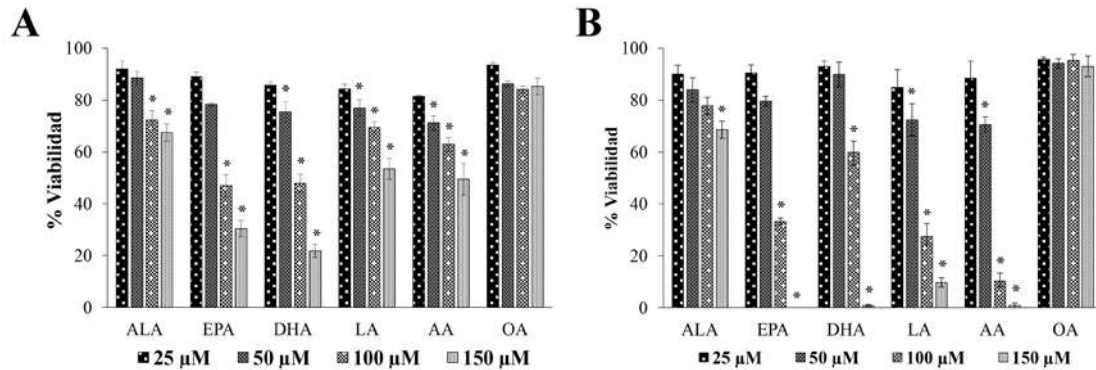 A
% Viabilidad
100
80
60
40
20
0
* * * * * * * * * * * *
ALA EPA DHA LA AA OA
25 µM 50 µM 100 µM 150 µM
B
% Viabilidad
100
80
60
40
20
0
* * * * * * * * * * *
ALA EPA DHA LA AA OA
25 µM 50 µM 100 µM 150 µM